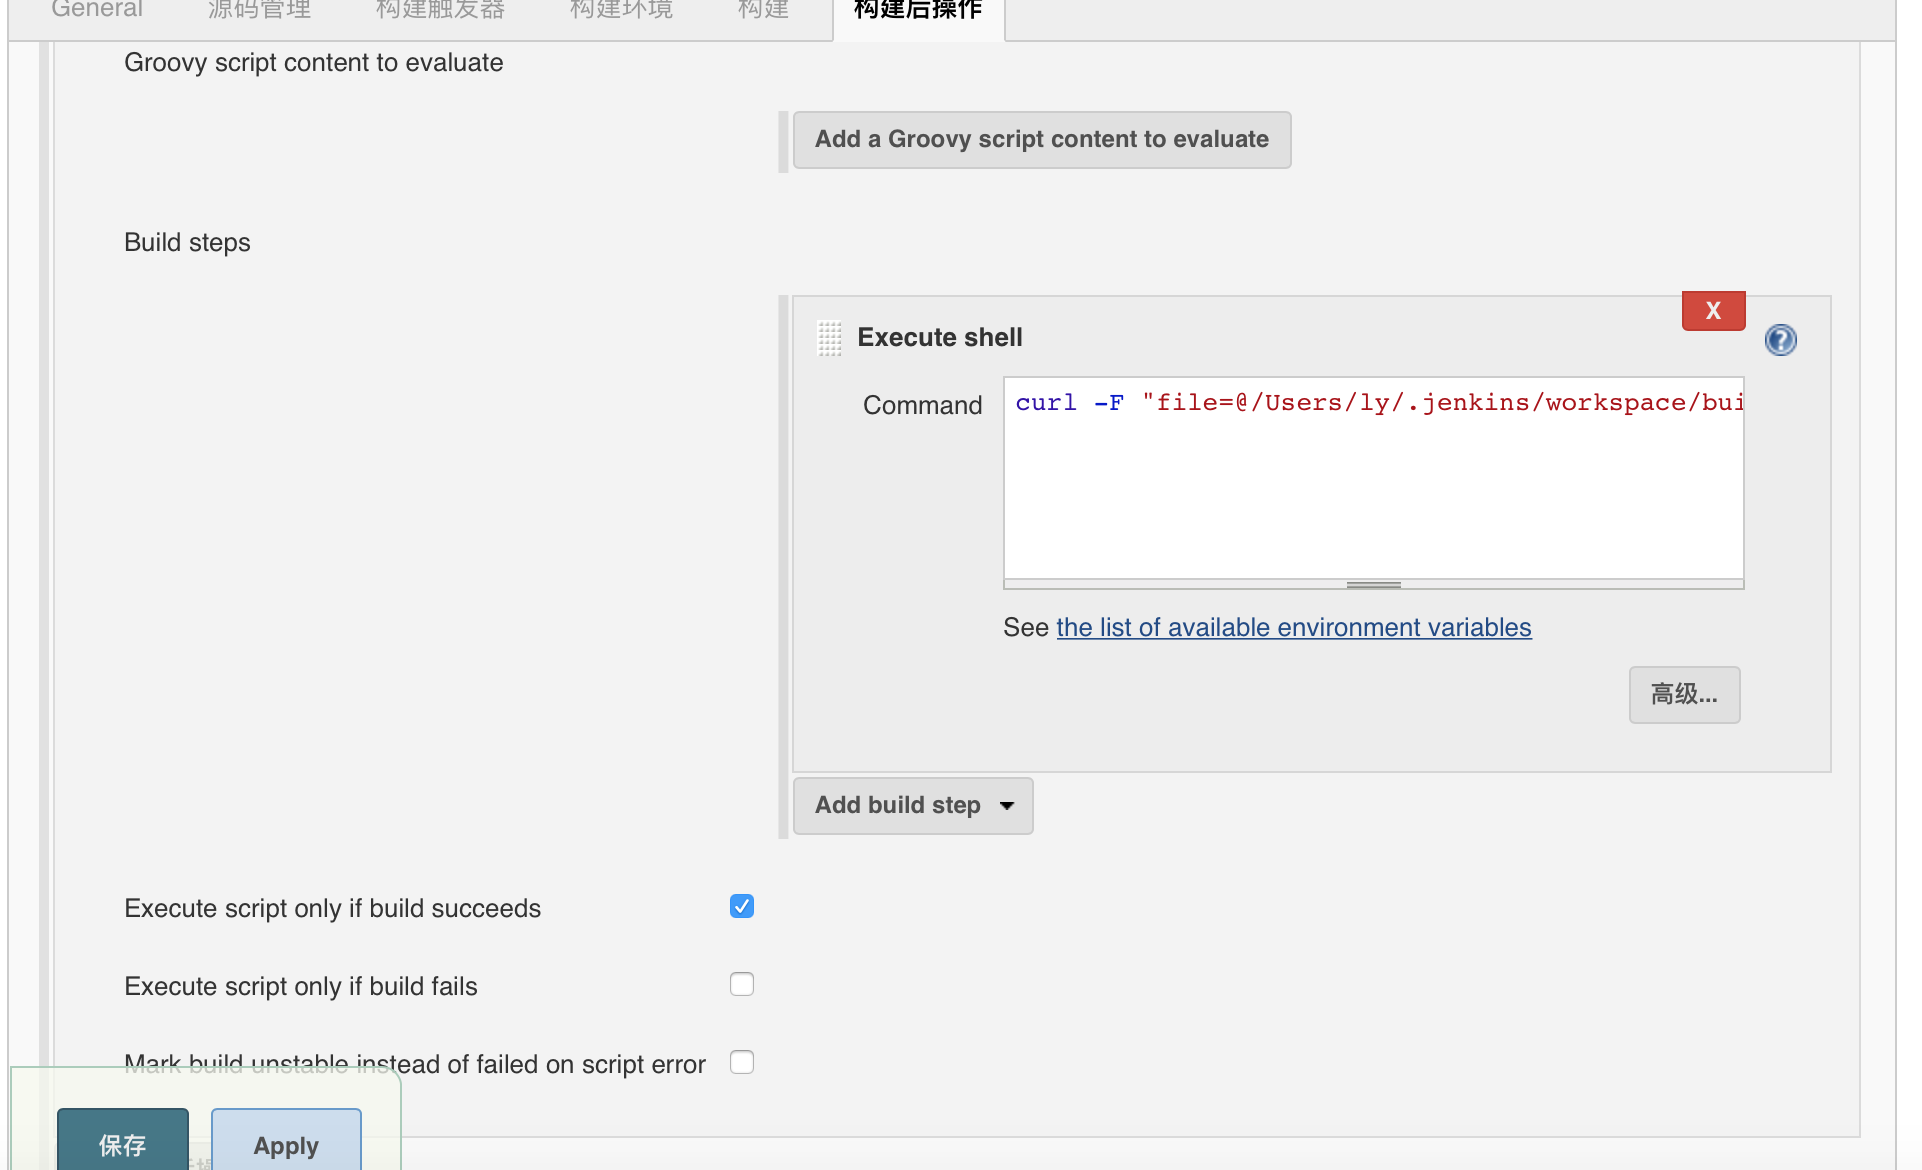 General 源码管理 构建触发器 构建环境 构建 构建后操作
Groovy script content to evaluate
Add a Groovy script content to evaluate
Build steps
X
Execute shell
?
Command
curl -F "file=@/Users/ly/.jenkins/workspace/bui
See the list of available environment variables
高级...
Add build step
Execute script only if build succeeds
Execute script only if build fails
Mark build unstable instead of failed on script error
保存 Apply